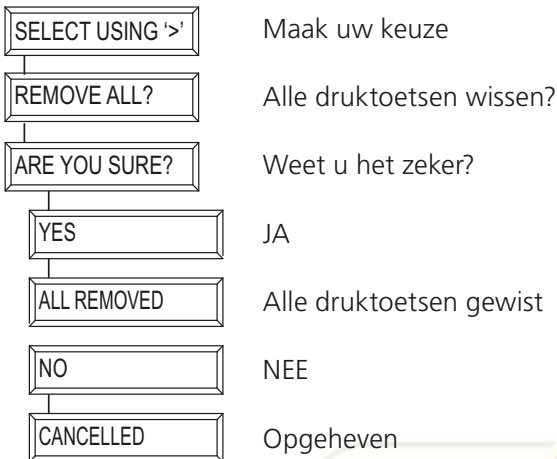 SELECT USING ‘>’ Maak uw keuze
REMOVE ALL? Alle druktoetsen wissen?
ARE YOU SURE? Weet u het zeker?
YES JA
ALL REMOVED Alle druktoetsen gewist
NO NEE
CANCELLED Opgeheven